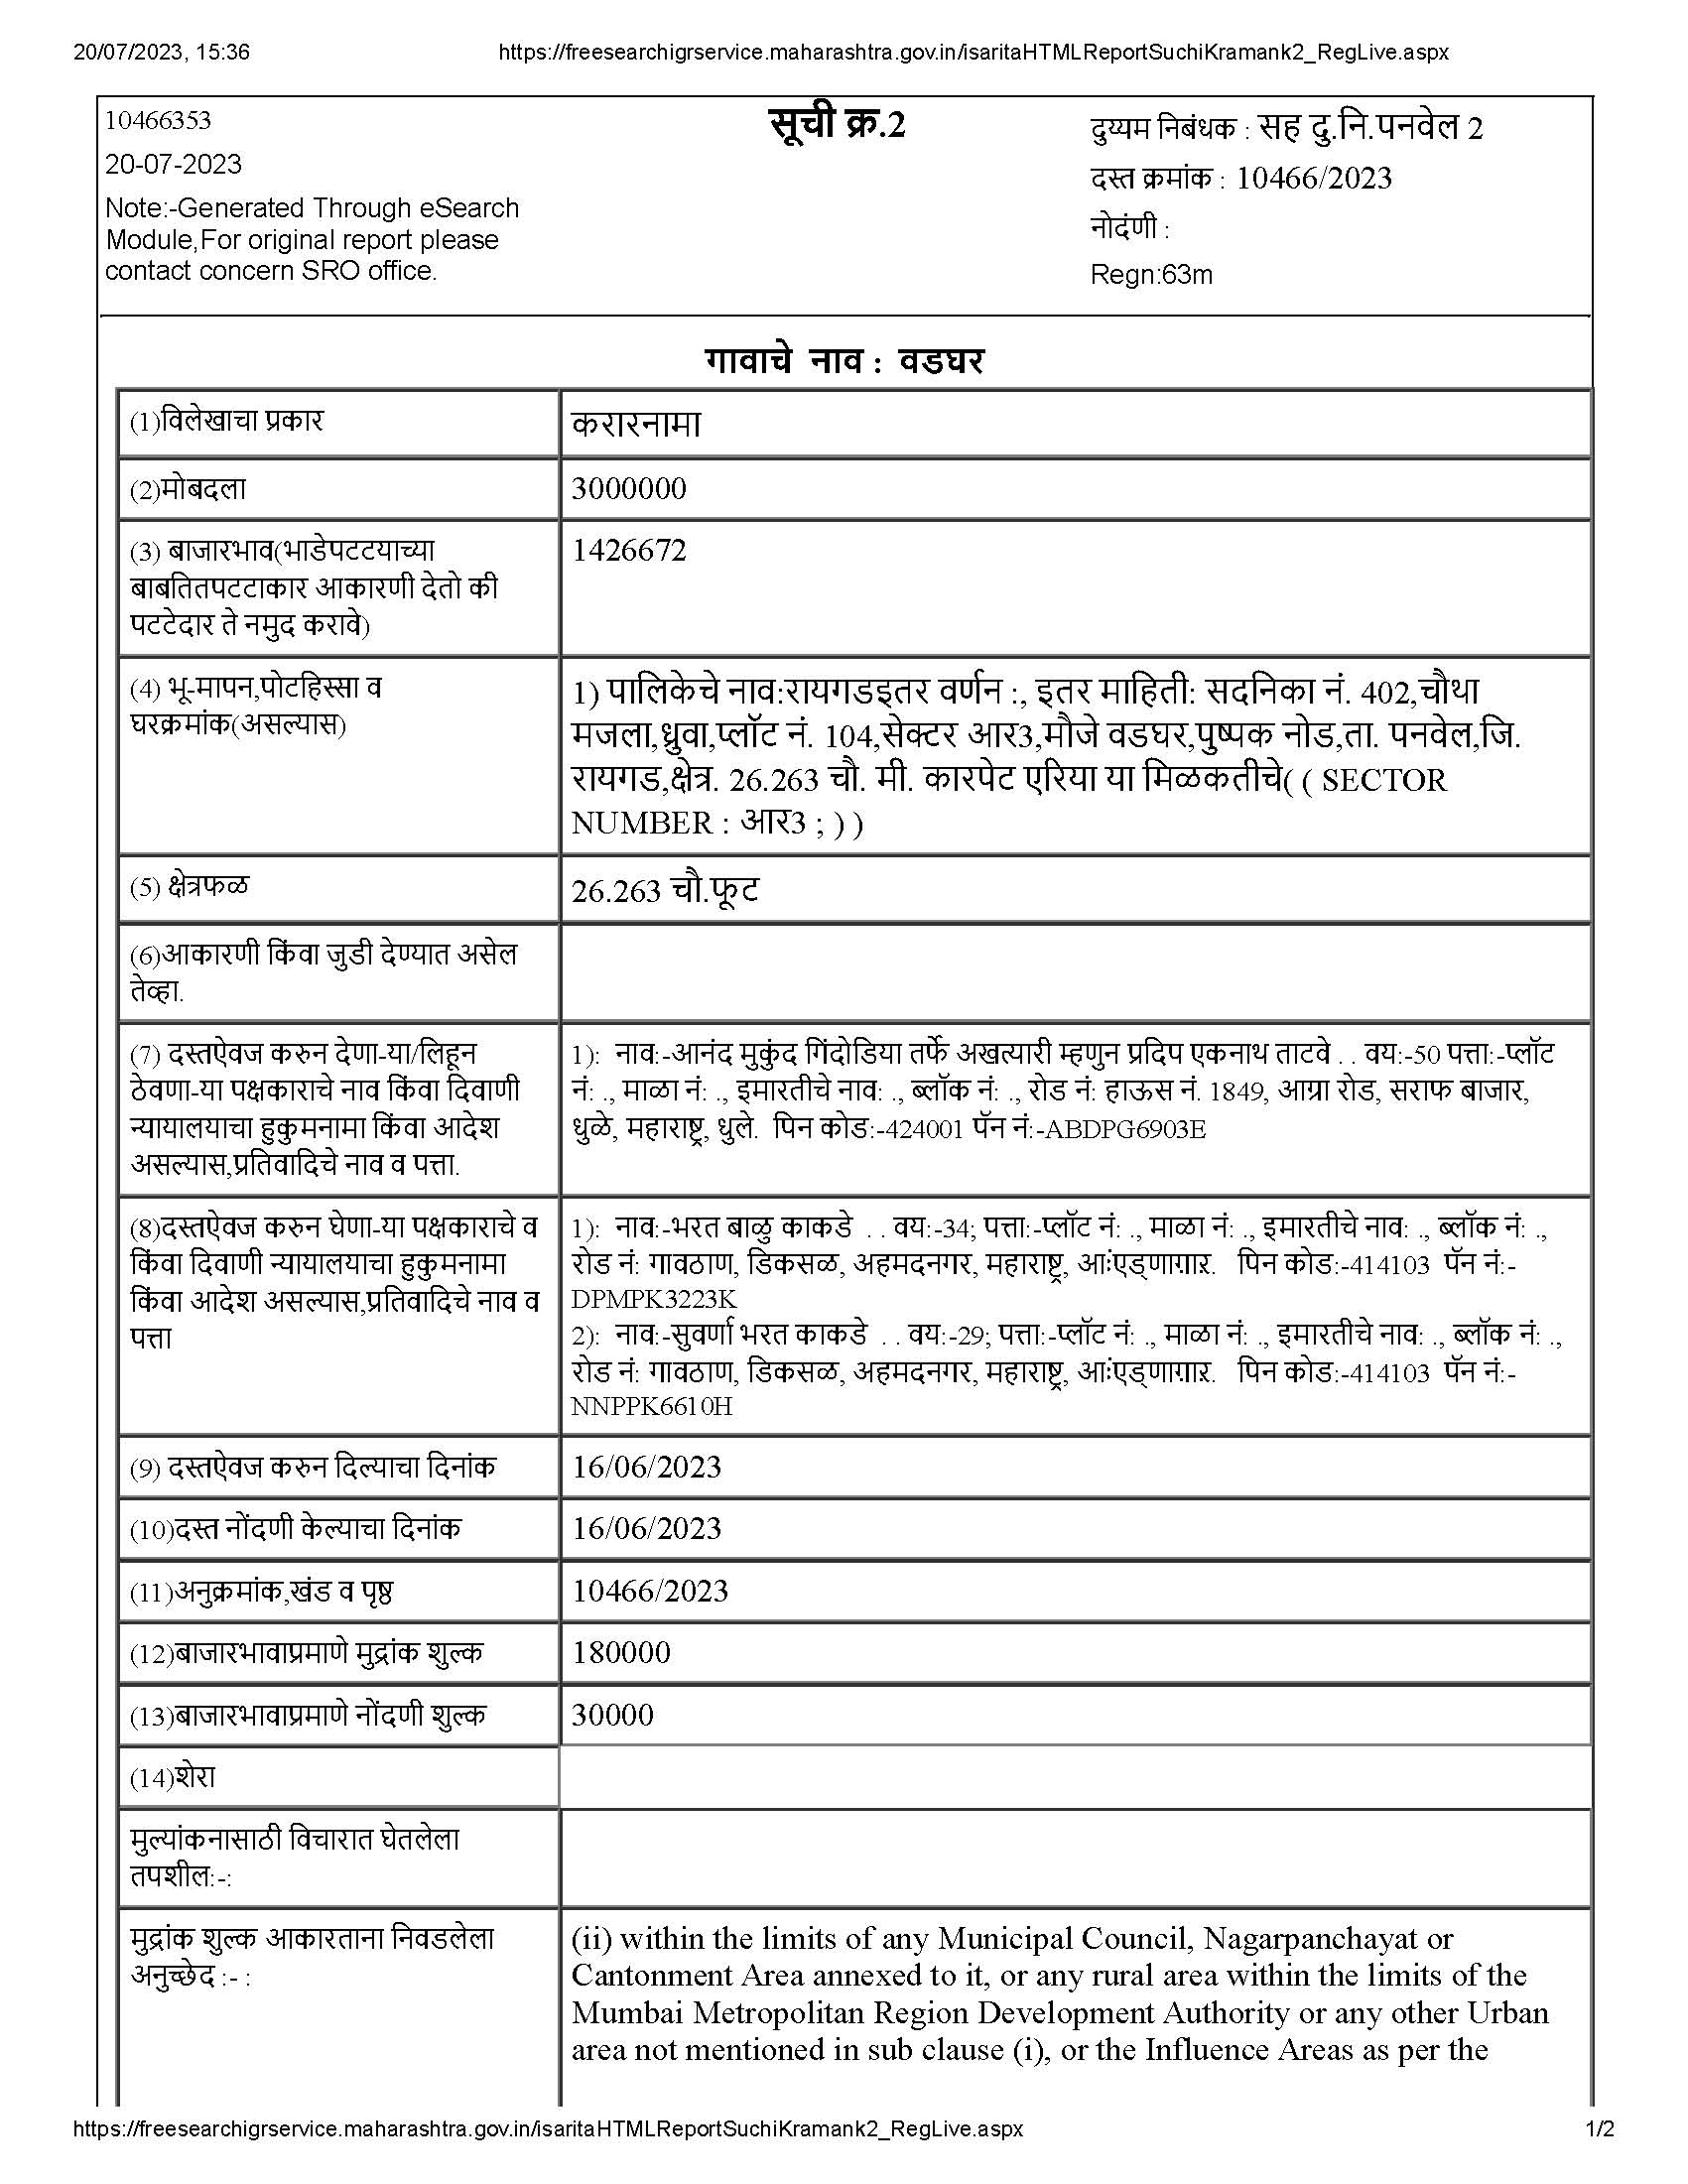 20/07/2023, 15:36
https://freesearchigrservice.maharashtra.gov.in/isaritaHTMLReportSuchiKramank2_RegLive.aspx
10466353
20-07-2023
Note:-Generated Through eSearch
Module,For original report please
contact concern SRO office.
सूची क्र.2
दुय्यम निबंधक : सह दु.नि.पनवेल 2
दस्त क्रमांक : 10466/2023
नोदंणी :
Regn:63m
गावाचे नाव : वडघर
(1)विलेखाचा प्रकार
करारनामा
(2)मोबदला
3000000
(3) बाजारभाव(भाडेपटटयाच्या
बाबतितपटटाकार आकारणी देतो की
पटटेदार ते नमुद करावे)
1426672
(4) भू-मापन,पोटहिस्सा व
घरक्रमांक(असल्यास)
1) पालिकेचे नाव:रायगडइतर वर्णन :, इतर माहिती: सदनिका नं. 402,चौथा
मजला,ध्रुवा,प्लॉट नं. 104,सेक्टर आर3,मौजे वडघर,पुष्पक नोड,ता. पनवेल,जि.
रायगड,क्षेत्र. 26.263 चौ. मी. कारपेट एरिया या मिळकतीचे( ( SECTOR
NUMBER : आर3 ; ) )
(5) क्षेत्रफळ
26.263 चौ.फूट
(6)आकारणी किंवा जुडी देण्यात असेल
तेव्हा.
(7) दस्तऐवज करुन देणा-या/लिहून
ठेवणा-या पक्षकाराचे नाव किंवा दिवाणी
न्यायालयाचा हुकुमनामा किंवा आदेश
असल्यास,प्रतिवादिचे नाव व पत्ता.
1): नाव:-आनंद मुकुंद गिंदोडिया तर्फे अखत्यारी म्हणुन प्रदिप एकनाथ ताटवे . . वय:-50 पत्ता:-प्लॉट
नं: ., माळा नं: ., इमारतीचे नाव: ., ब्लॉक नं: ., रोड नं: हाऊस नं. 1849, आग्रा रोड, सराफ बाजार,
धुळे, महाराष्ट्र, धुले. पिन कोड:-424001 पॅन नं:-ABDPG6903E
(8)दस्तऐवज करुन घेणा-या पक्षकाराचे व
किंवा दिवाणी न्यायालयाचा हुकुमनामा
किंवा आदेश असल्यास,प्रतिवादिचे नाव व
पत्ता
1): नाव:-भरत बाळु काकडे . . वय:-34; पत्ता:-प्लॉट नं: ., माळा नं: ., इमारतीचे नाव: ., ब्लॉक नं: .,
रोड नं: गावठाण, डिकसळ, अहमदनगर, महाराष्ट्र, आःंएड्णाग़ाऱ. पिन कोड:-414103 पॅन नं:-
DPMPK3223K
2): नाव:-सुवर्णा भरत काकडे . . वय:-29; पत्ता:-प्लॉट नं: ., माळा नं: ., इमारतीचे नाव: ., ब्लॉक नं: .,
रोड नं: गावठाण, डिकसळ, अहमदनगर, महाराष्ट्र, आःंएड्णाग़ाऱ. पिन कोड:-414103 पॅन नं:-
NNPPK6610H
(9) दस्तऐवज करुन दिल्याचा दिनांक
16/06/2023
(10)दस्त नोंदणी केल्याचा दिनांक
16/06/2023
(11)अनुक्रमांक,खंड व पृष्ठ
10466/2023
(12)बाजारभावाप्रमाणे मुद्रांक शुल्क
180000
(13)बाजारभावाप्रमाणे नोंदणी शुल्क
30000
(14)शेरा
मुल्यांकनासाठी विचारात घेतलेला
तपशील:-:
मुद्रांक शुल्क आकारताना निवडलेला
अनुच्छेद :- :
(ii) within the limits of any Municipal Council, Nagarpanchayat or
Cantonment Area annexed to it, or any rural area within the limits of the
Mumbai Metropolitan Region Development Authority or any other Urban
area not mentioned in sub clause (i), or the Influence Areas as per the
https://freesearchigrservice.maharashtra.gov.in/isaritaHTMLReportSuchiKramank2_RegLive.aspx
1/2